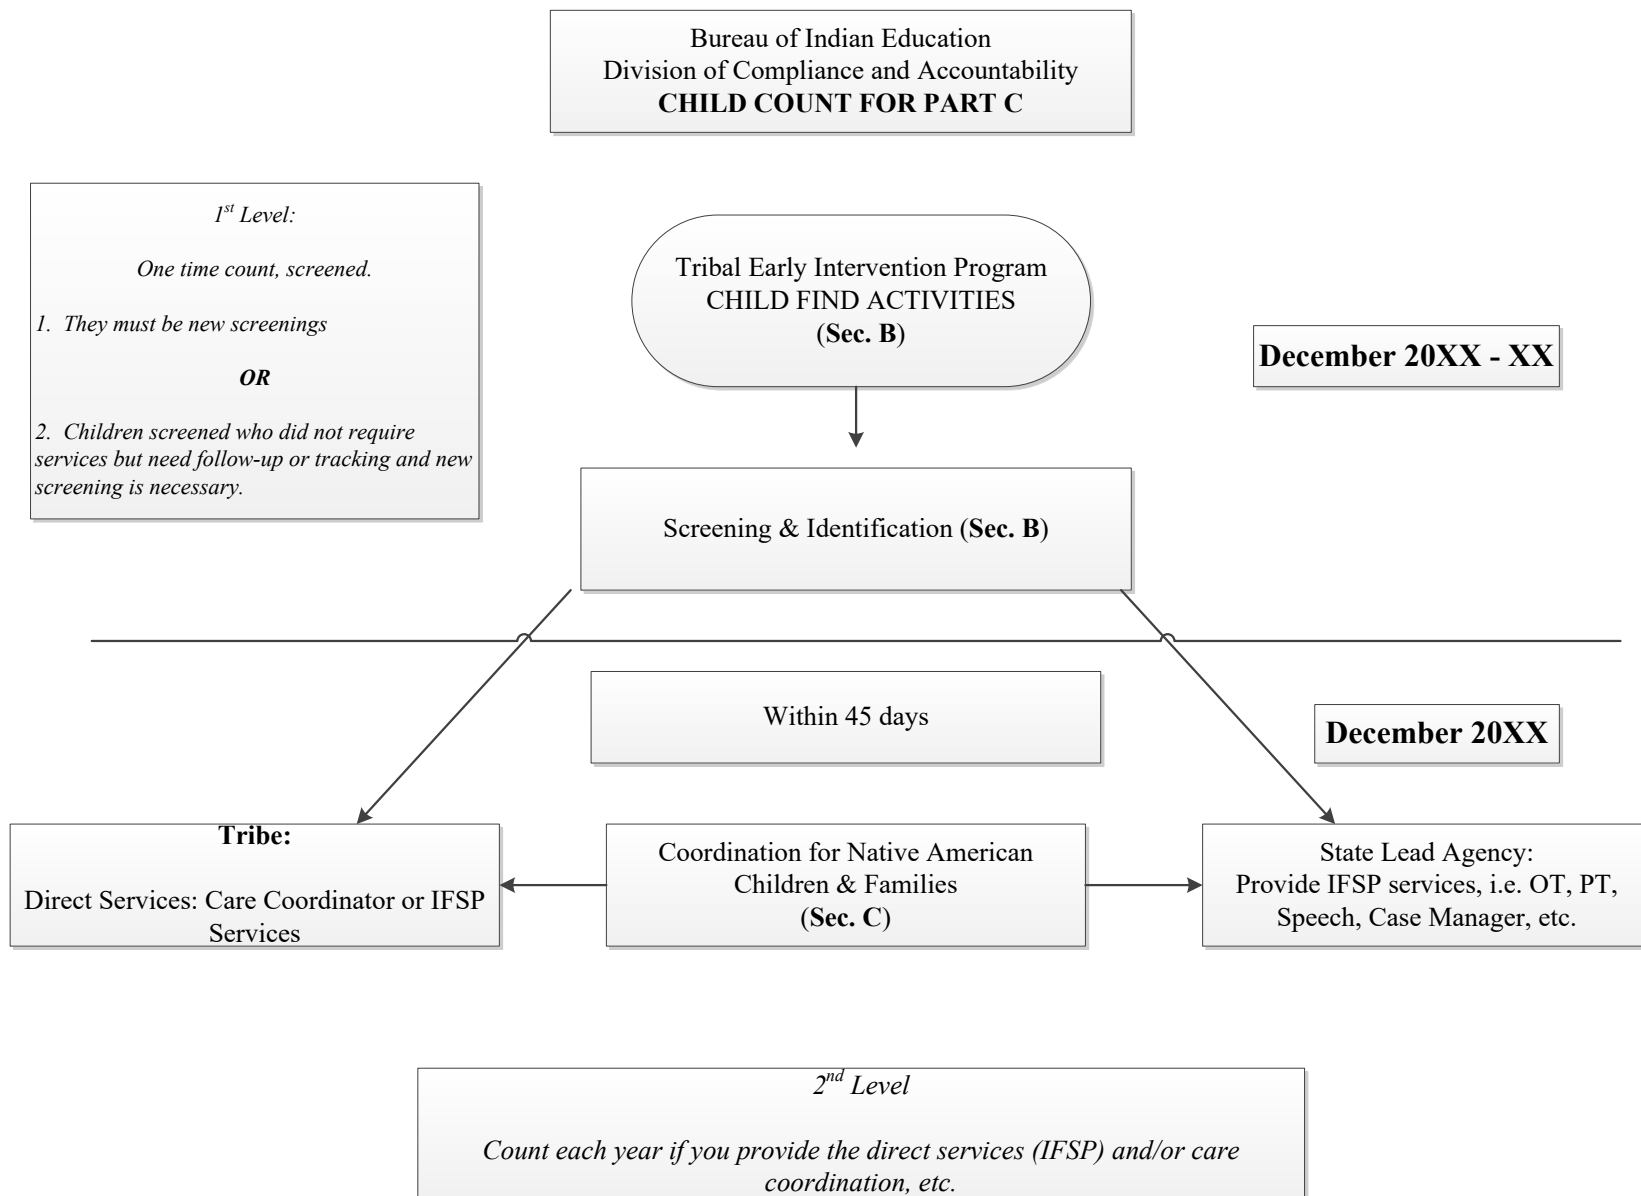 Bureau of Indian Education
Division of Compliance and Accountability
CHILD COUNT FOR PART C
1st Level:
One time count, screened.
1. They must be new screenings
OR
2. Children screened who did not require
services but need follow-up or tracking and new
screening is necessary.
Tribal Early Intervention Program
CHILD FIND ACTIVITIES
(Sec. B)
December 20XX - XX
Screening & Identification (Sec. B)
Within 45 days
December 20XX
Tribe:
Direct Services: Care Coordinator or IFSP
Services
Coordination for Native American
Children & Families
(Sec. C)
State Lead Agency:
Provide IFSP services, i.e. OT, PT,
Speech, Case Manager, etc.
2nd Level
Count each year if you provide the direct services (IFSP) and/or care
coordination, etc.